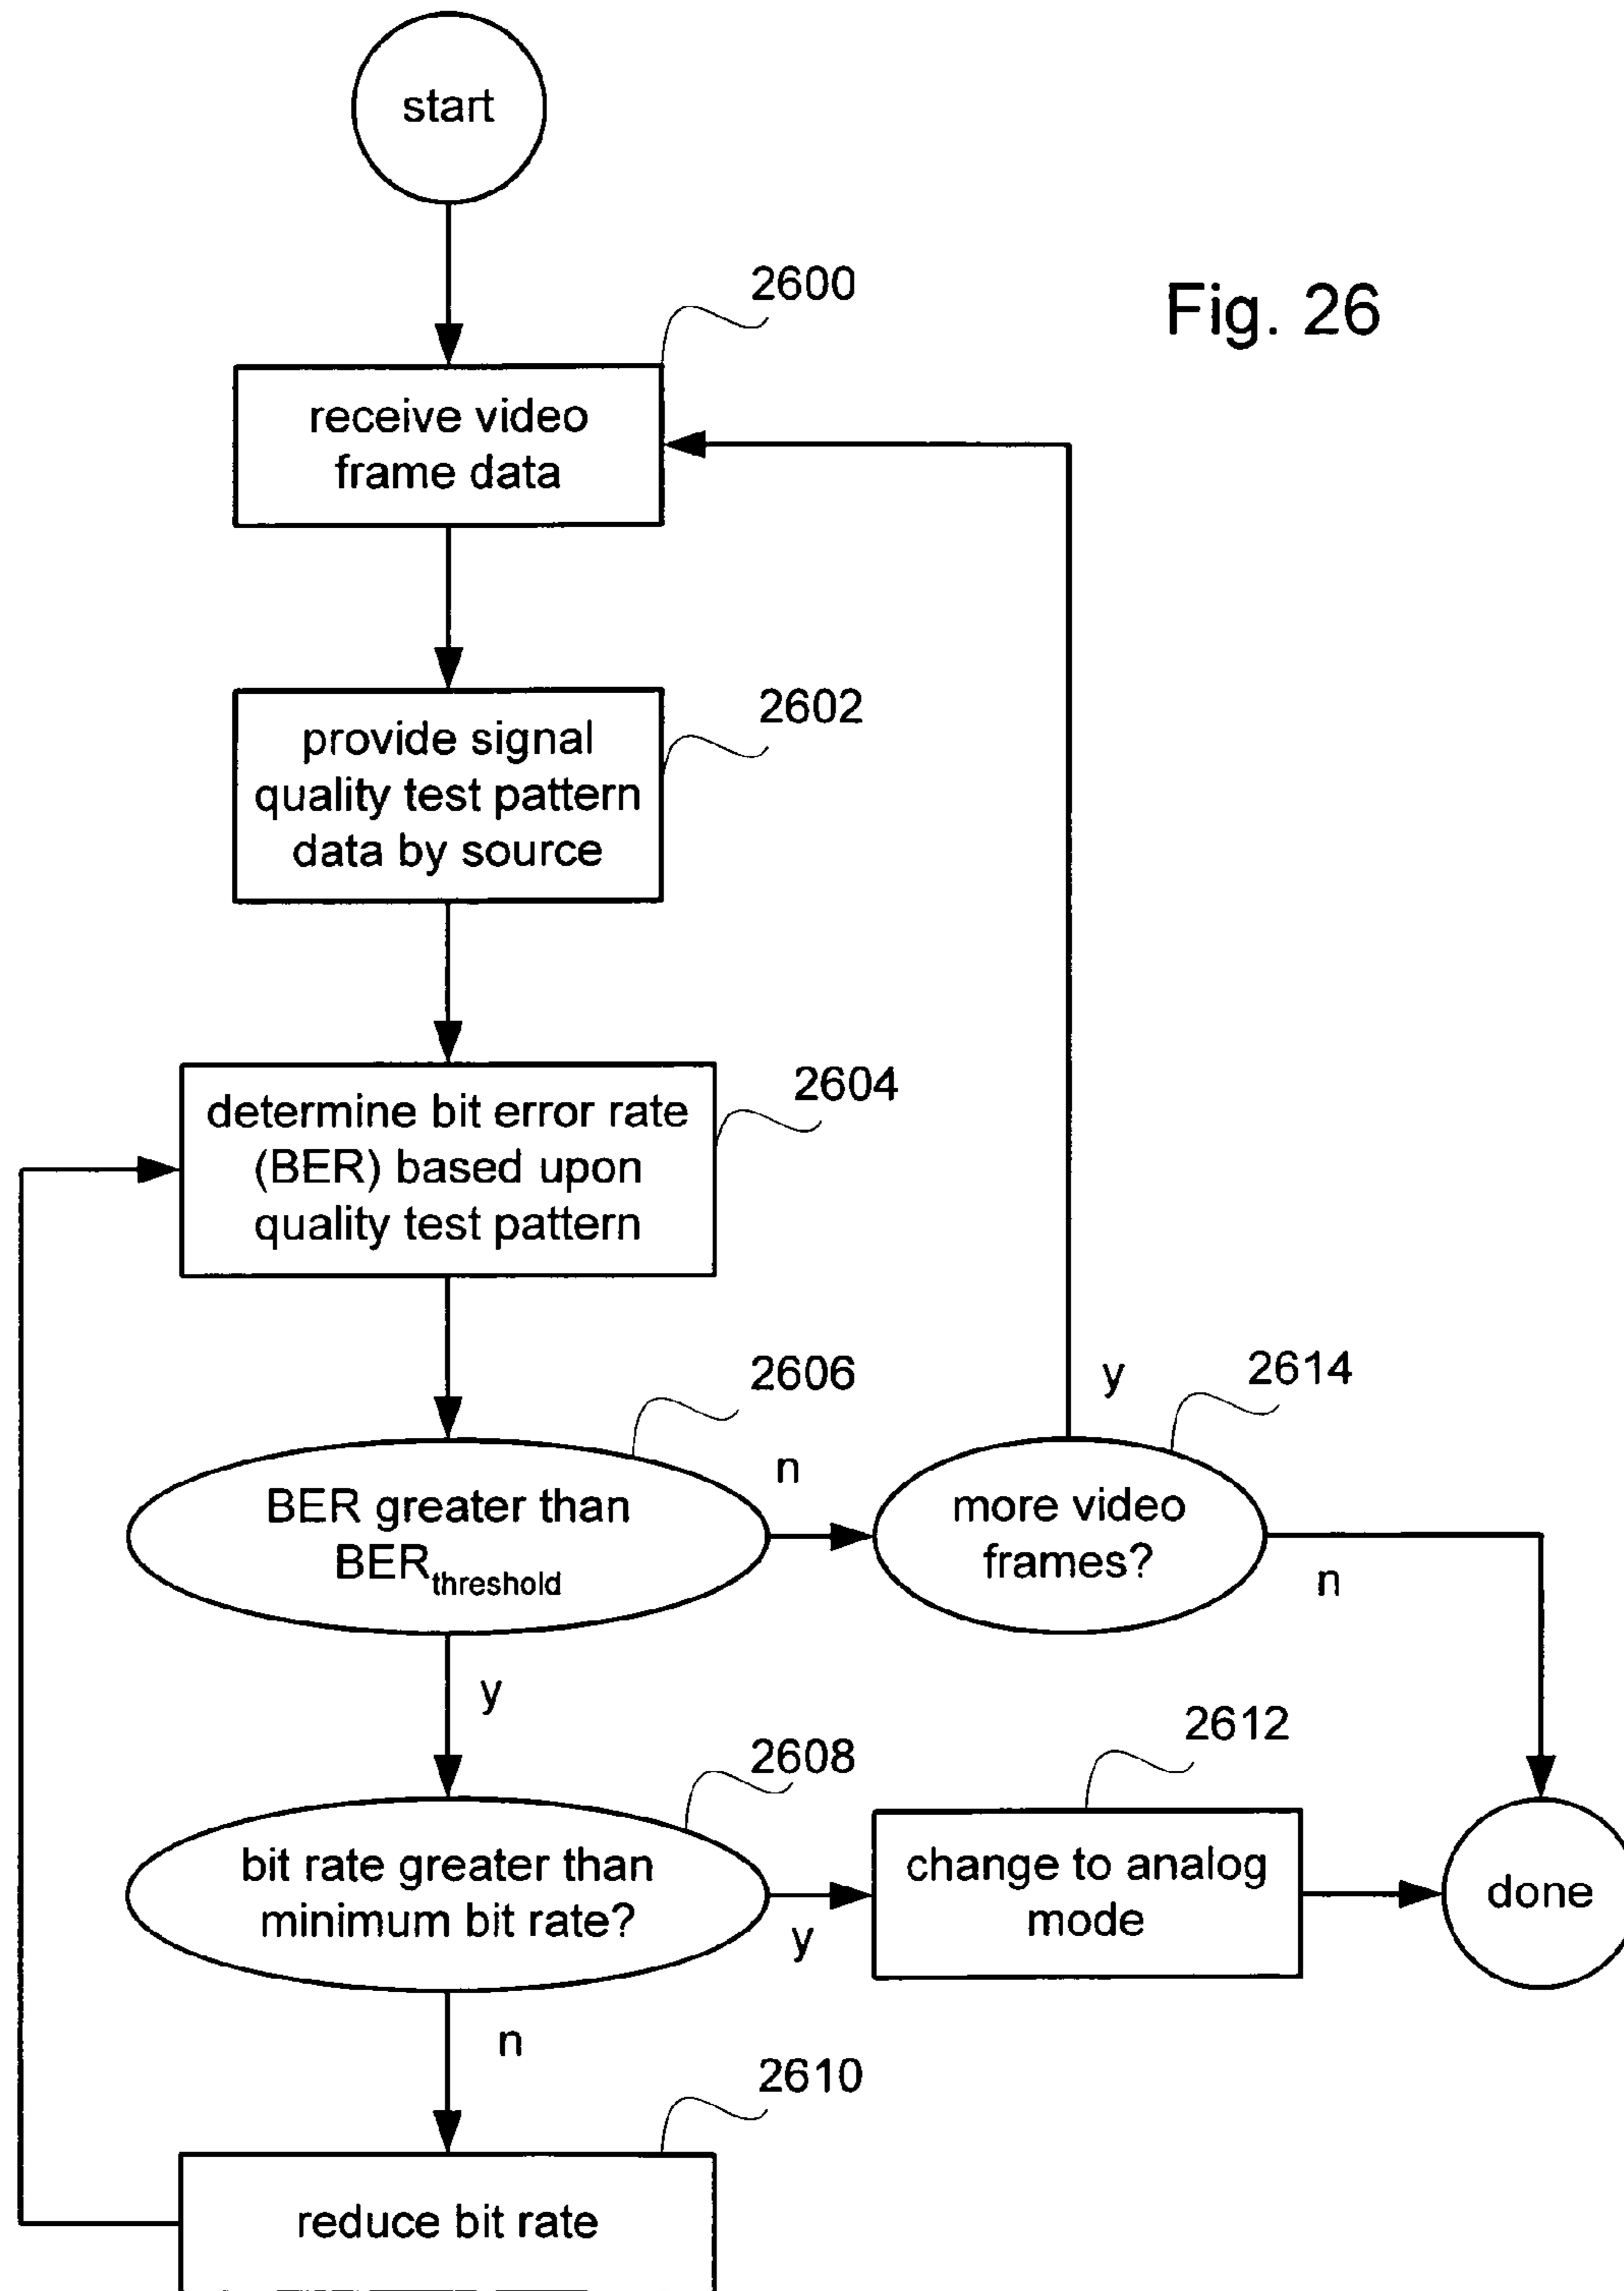 start
2600
Fig. 26
receive video
frame data
2602
provide signal
quality test pattern
data by source
2604
determine bit error rate
(BER) based upon
quality test pattern
2606
BER greater than
BERthreshold
n
y
2614
more video
frames?
y
n
2608
bit rate greater than
minimum bit rate?
y
n
2612
change to analog
mode
done
2610
reduce bit rate